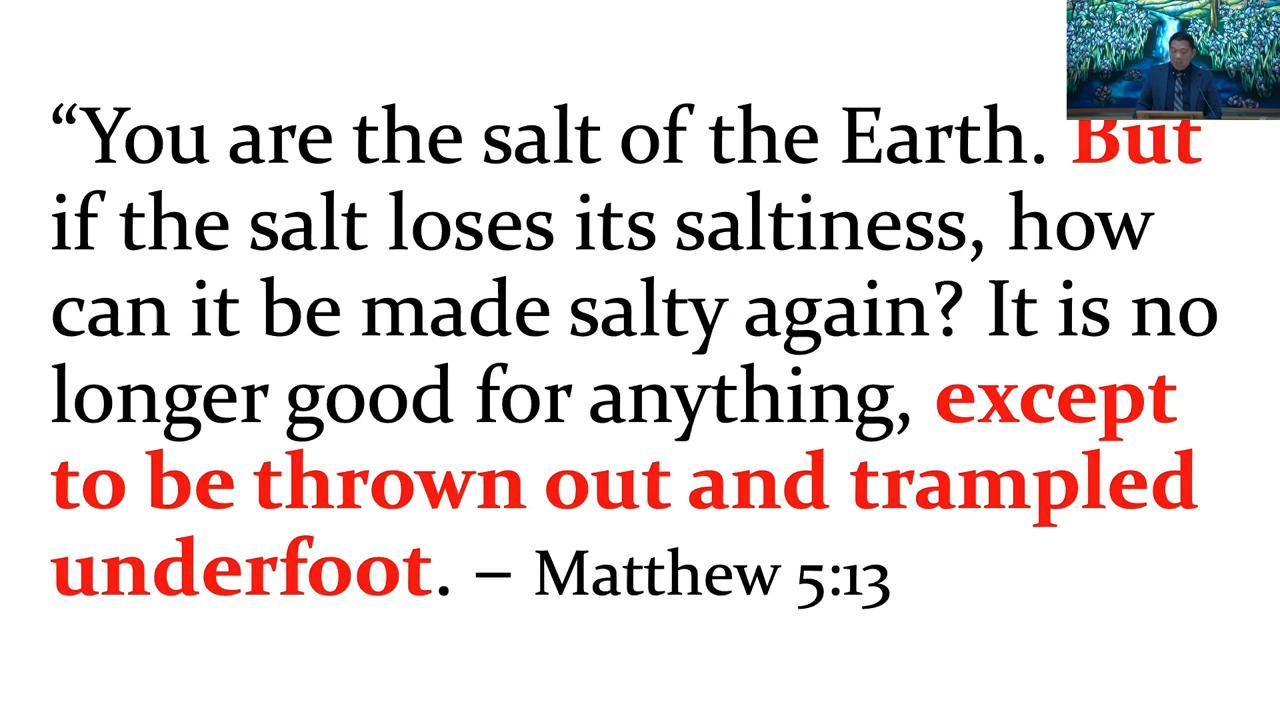 “You are the salt of the Earth. But
if the salt loses its saltiness, how
can it be made salty again? It is no
longer good for anything, except
to be thrown out and trampled
underfoot. – Matthew 5:13